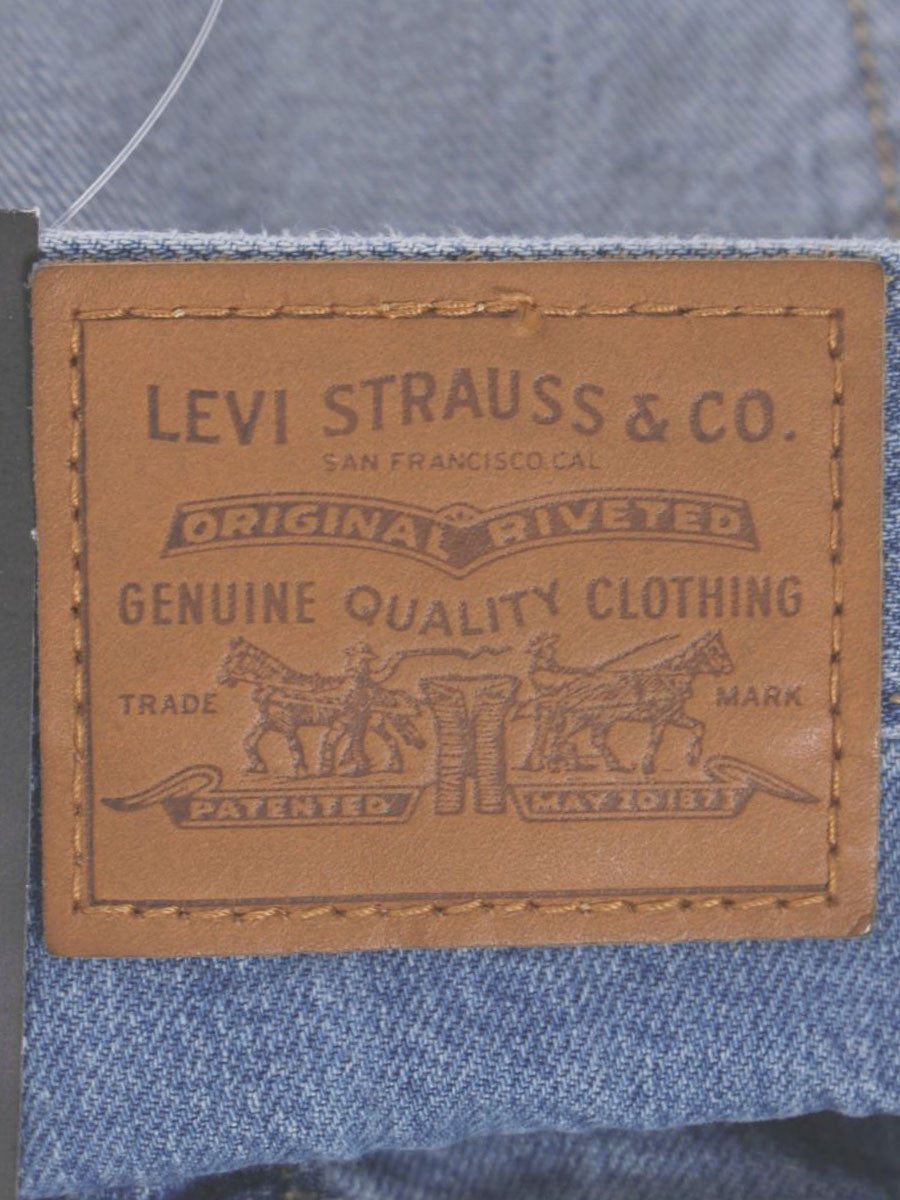 LEVI STRAUSS & CO.
SAN FRANCISCO CAL
ORIGINAL RIVETED
GENUINE QUALITY CLOTHING
TRADE MARK
PATENTED MAY 20 1873